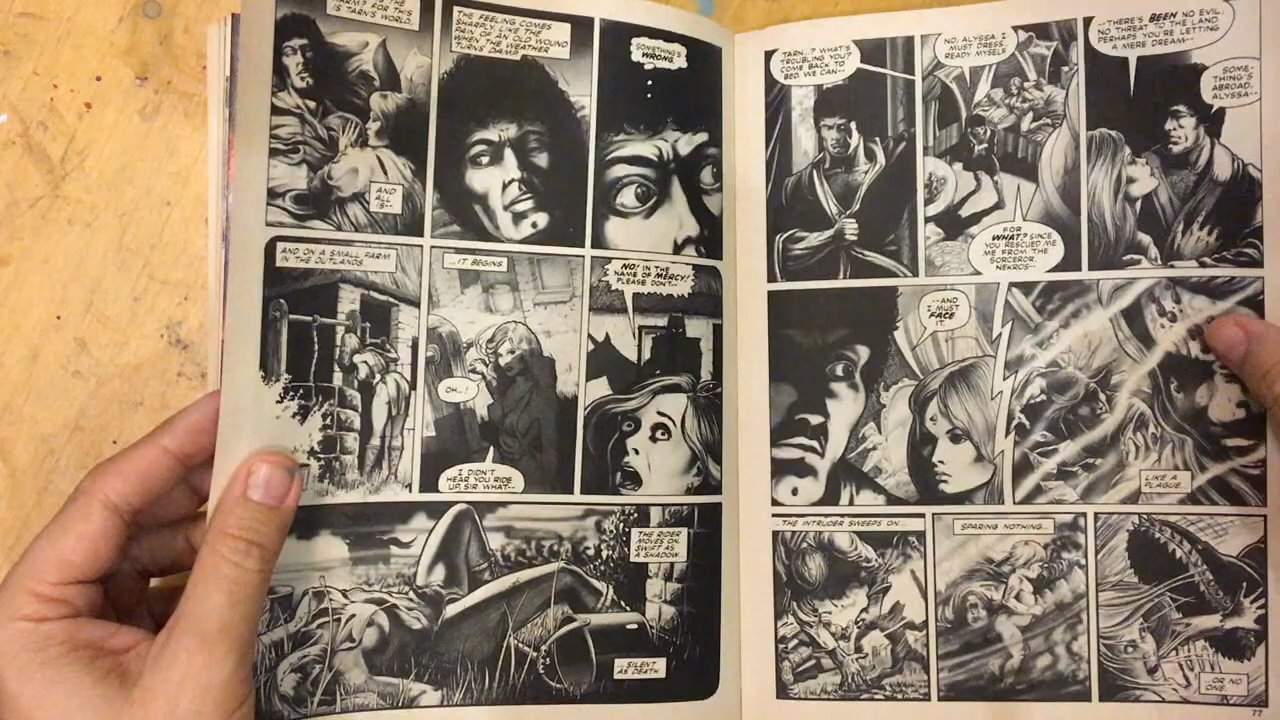 THE
HARM? FOR THIS
IS TARN'S WORLD.
AND
ALL
IS--
THE FEELING COMES
SHARPLY, LIKE THE
PAIN OF AN OLD WOUND
WHEN THE WEATHER
TURNS DAMP.
SOMETHING'S
WRONG.
AND ON A SMALL FARM
IN THE OUTLANDS...
...IT BEGINS.
OH...!
I DIDN'T
HEAR YOU RIDE
UP, SIR. WHAT--
NO! IN THE
NAME OF MERCY!
PLEASE DON'T--
THE RIDER
MOVES ON,
SWIFT AS
A SHADOW...
...SILENT
AS DEATH.
TARN...? WHAT'S
TROUBLING YOU?
COME BACK TO
BED. WE CAN--
NO, ALYSSA. I
MUST DRESS.
READY MYSELF.
FOR
WHAT? SINCE
YOU RESCUED ME
ME FROM THE
SORCEROR,
NEKROS--
--THERE'S BEEN NO EVIL.
NO THREAT TO THE LAND.
PERHAPS YOU'RE LETTING
A MERE DREAM--
SOME-
THING'S
ABROAD,
ALYSSA--
--AND
I MUST
FACE
IT.
LIKE A
PLAGUE...
...THE INTRUDER SWEEPS ON...
SPARING NOTHING...
...OR NO
ONE.
77